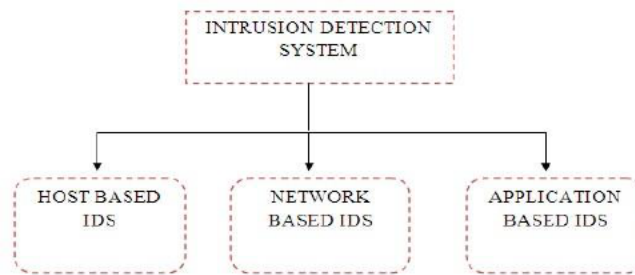 INTRUSION DETECTION
SYSTEM
HOST BASED
IDS
NETWORK
BASED IDS
APPLICATION
BASED IDS